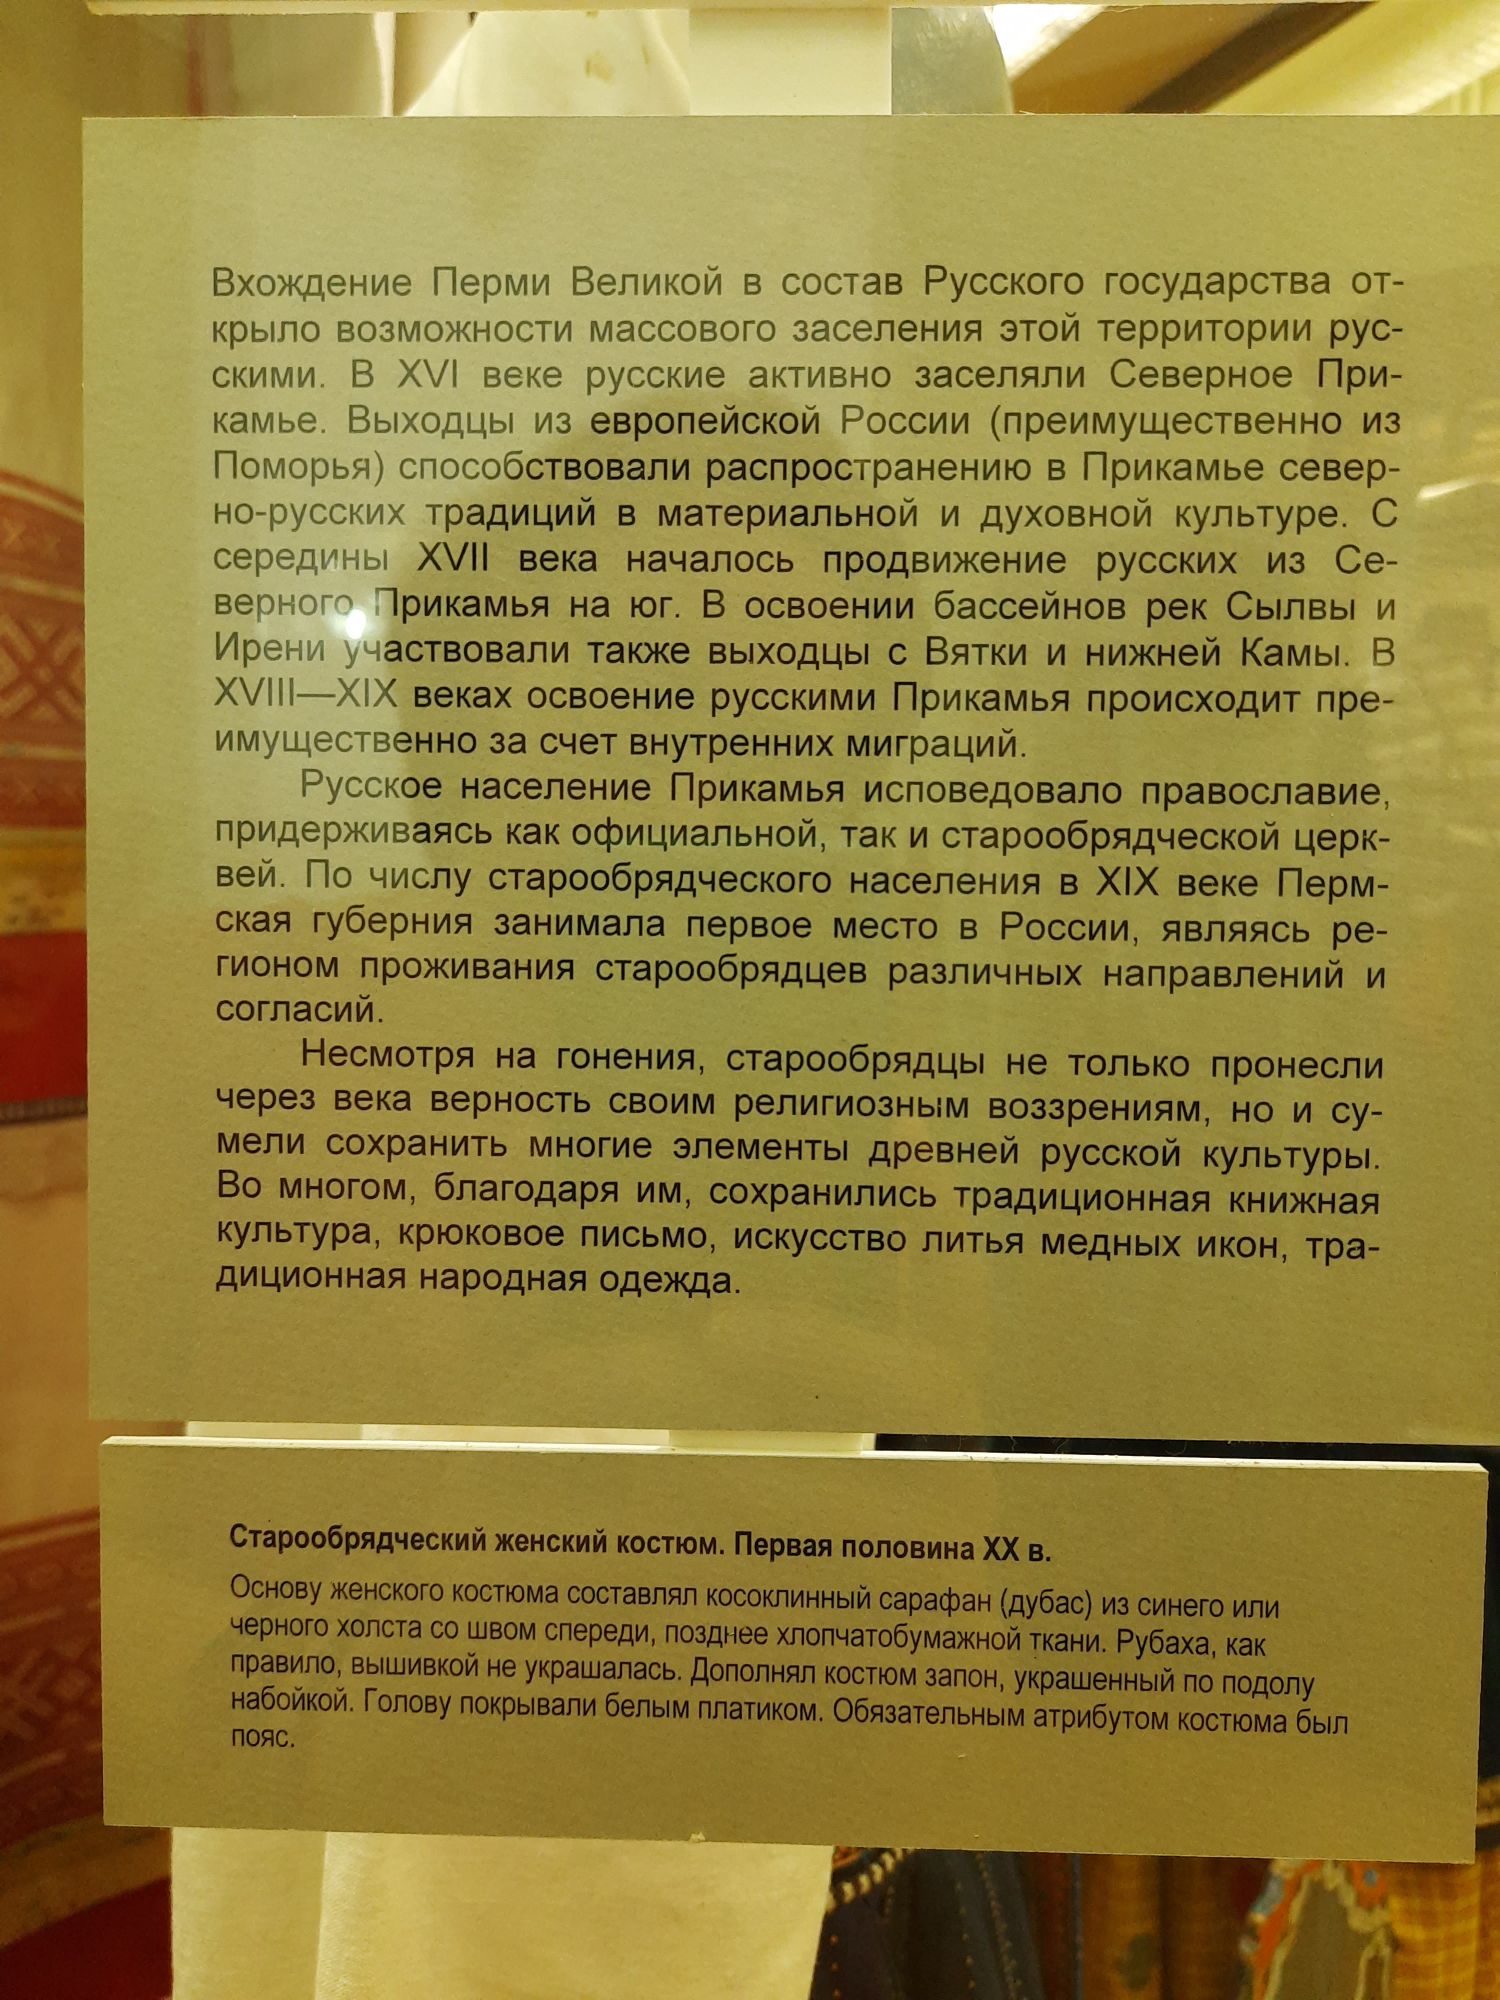 Вхождение Перми Великой в состав Русского государства от-
крыло возможности массового заселения этой территории рус-
скими. В XVI веке русские активно заселяли Северное При-
камье. Выходцы из европейской России (преимущественно из
Поморья) способствовали распространению в Прикамье север-
но-русских традиций в материальной и духовной культуре. С
середины XVII века началось продвижение русских из Се-
верного Прикамья на юг. В освоении бассейнов рек Сылвы и
Ирени участвовали также выходцы с Вятки и нижней Камы. В
XVIII—XIX веках освоение русскими Прикамья происходит пре-
имущественно за счет внутренних миграций.
Русское население Прикамья исповедовало православие,
придерживаясь как официальной, так и старообрядческой церк-
вей. По числу старообрядческого населения в XIX веке Перм-
ская губерния занимала первое место в России, являясь ре-
гионом проживания старообрядцев различных направлений и
согласий.
Несмотря на гонения, старообрядцы не только пронесли
через века верность своим религиозным воззрениям, но и су-
мели сохранить многие элементы древней русской культуры.
Во многом, благодаря им, сохранились традиционная книжная
культура, крюковое письмо, искусство литья медных икон, тра-
диционная народная одежда.
Старообрядческий женский костюм. Первая половина XX в.
Основу женского костюма составлял косоклинный сарафан (дубас) из синего или
черного холста со швом спереди, позднее хлопчатобумажной ткани. Рубаха, как
правило, вышивкой не украшалась. Дополнял костюм запон, украшенный по подолу
набойкой. Голову покрывали белым платиком. Обязательным атрибутом костюма был
пояс.